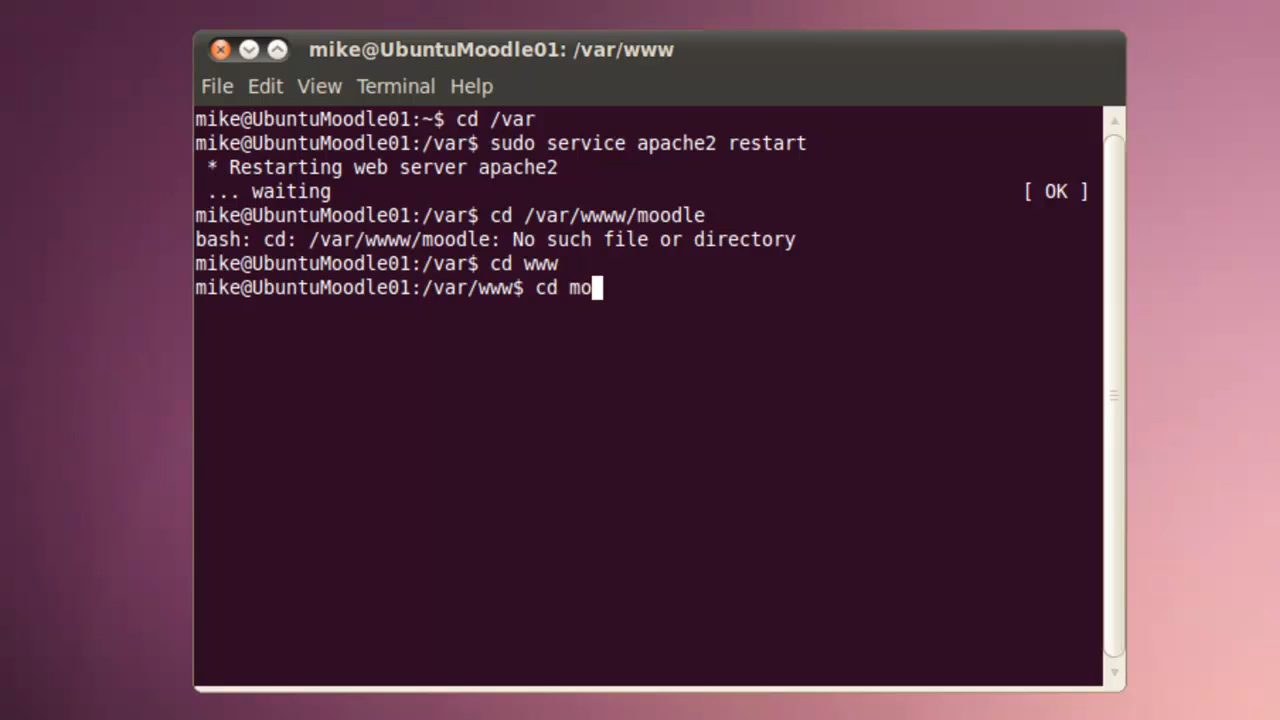 mike@UbuntuMoodle01: /var/www
File Edit View Terminal Help
mike@UbuntuMoodle01:~$ cd /var
mike@UbuntuMoodle01:/var$ sudo service apache2 restart
* Restarting web server apache2
... waiting [ OK ]
mike@UbuntuMoodle01:/var$ cd /var/wwww/moodle
bash: cd: /var/wwww/moodle: No such file or directory
mike@UbuntuMoodle01:/var$ cd www
mike@UbuntuMoodle01:/var/www$ cd mo